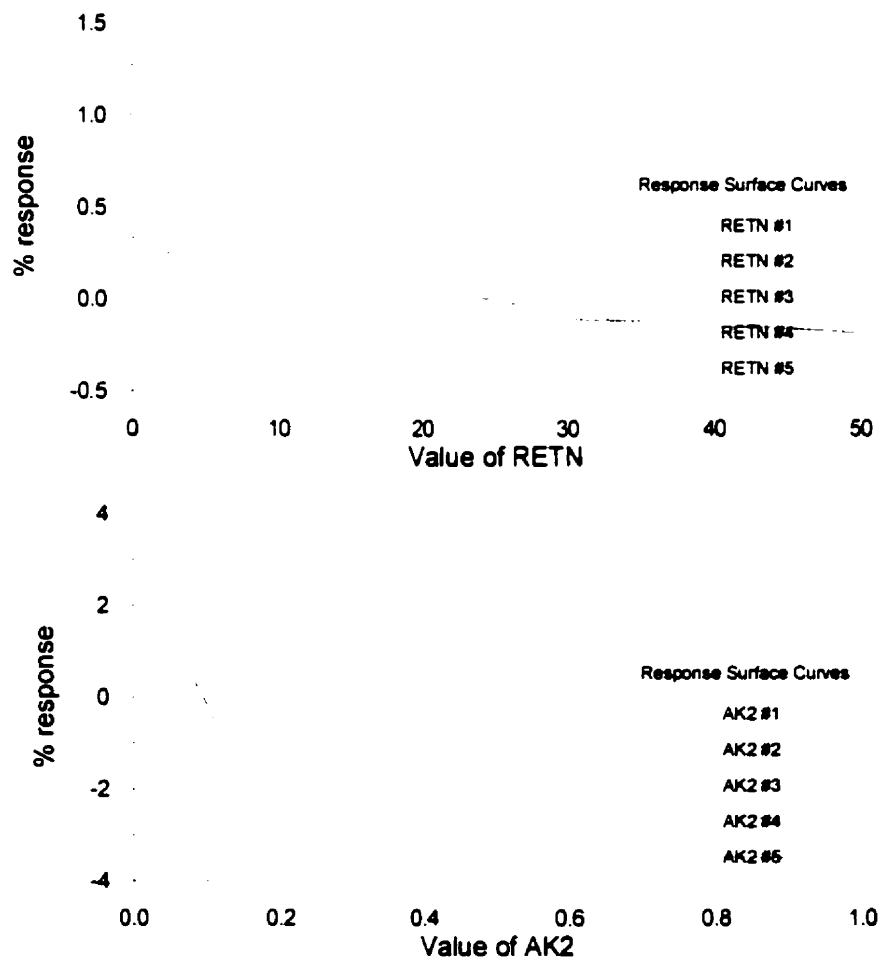 1.5
1.0
0.5
0.0
-0.5
% response
Response Surface Curves
RETN #1
RETN #2
RETN #3
RETN #4
RETN #5
0 10 20 30 40 50
Value of RETN
4
2
0
-2
-4
% response
Response Surface Curves
AK2 #1
AK2 #2
AK2 #3
AK2 #4
AK2 #5
0.0 0.2 0.4 0.6 0.8 1.0
Value of AK2